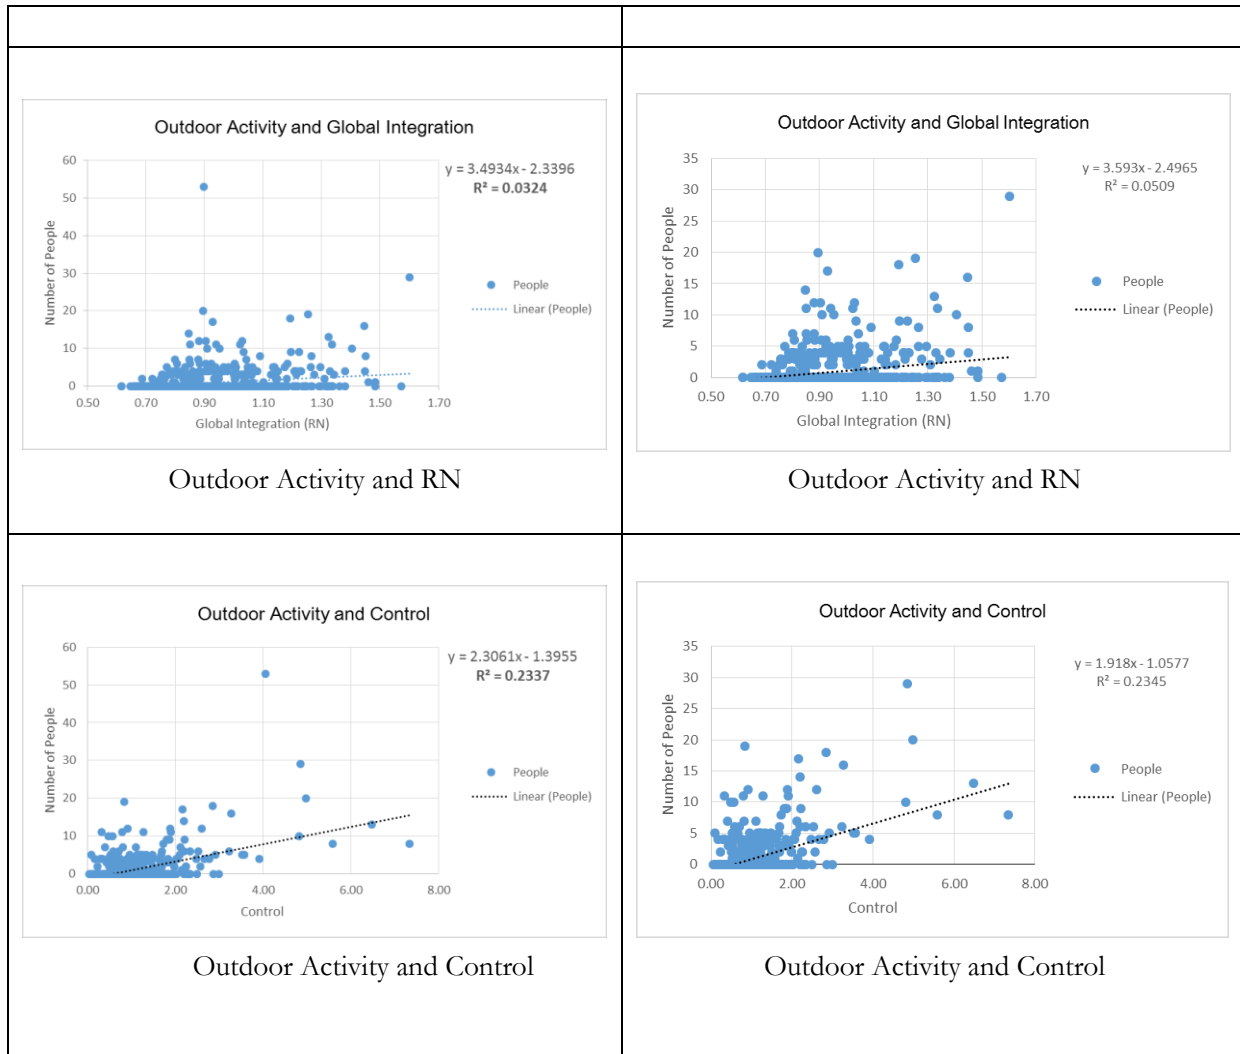 Outdoor Activity and Global Integration
y = 3.4934x - 2.3396
R² = 0.0324
60
50
40
30
20
10
0
Number of People
0.50 0.70 0.90 1.10 1.30 1.50 1.70
Global Integration (RN)
People
Linear (People)
Outdoor Activity and RN
Outdoor Activity and Global Integration
y = 3.593x - 2.4965
R² = 0.0509
35
30
25
20
15
10
5
0
Number of People
0.50 0.70 0.90 1.10 1.30 1.50 1.70
Global Integration (RN)
People
Linear (People)
Outdoor Activity and RN
Outdoor Activity and Control
y = 2.3061x - 1.3955
R² = 0.2337
60
50
40
30
20
10
0
Number of People
0.00 2.00 4.00 6.00 8.00
Control
People
Linear (People)
Outdoor Activity and Control
Outdoor Activity and Control
y = 1.918x - 1.0577
R² = 0.2345
35
30
25
20
15
10
5
0
Number of People
0.00 2.00 4.00 6.00 8.00
Control
People
Linear (People)
Outdoor Activity and Control